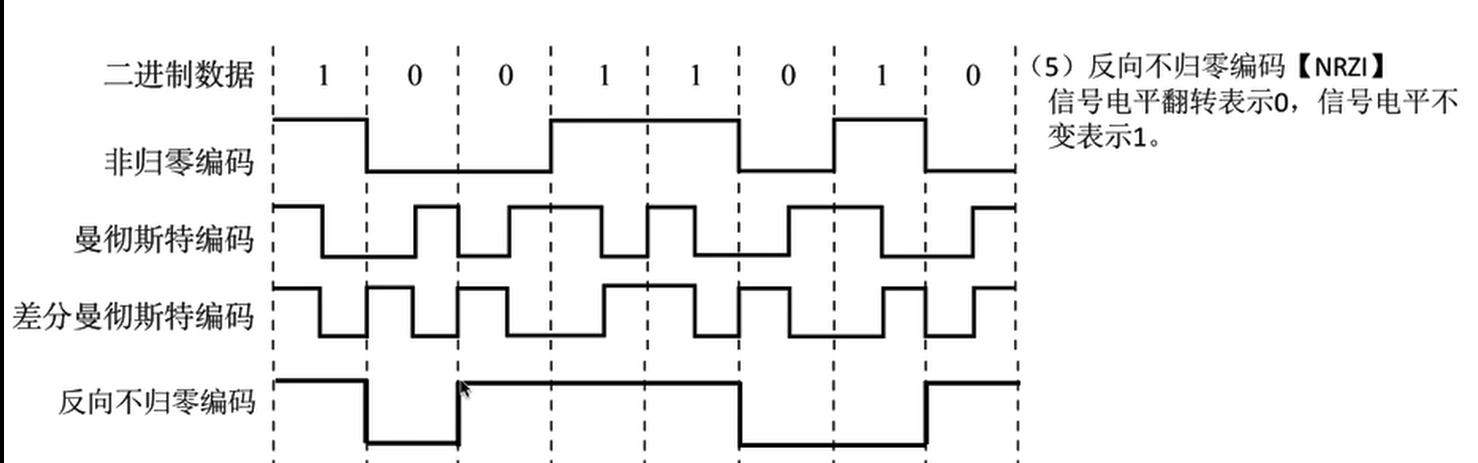 二进制数据 1 0 0 1 1 0 1 0
非归零编码
曼彻斯特编码
差分曼彻斯特编码
反向不归零编码
（5）反向不归零编码【NRZI】
信号电平翻转表示0，信号电平不
变表示1。